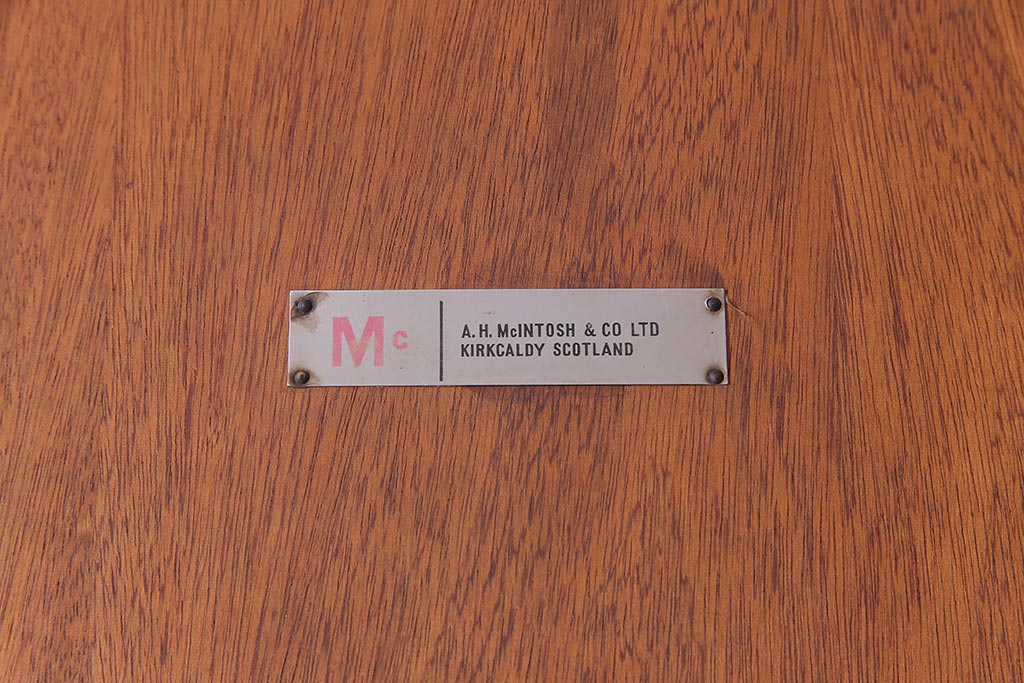 Mc
A.H. McINTOSH & CO LTD
KIRKCALDY SCOTLAND